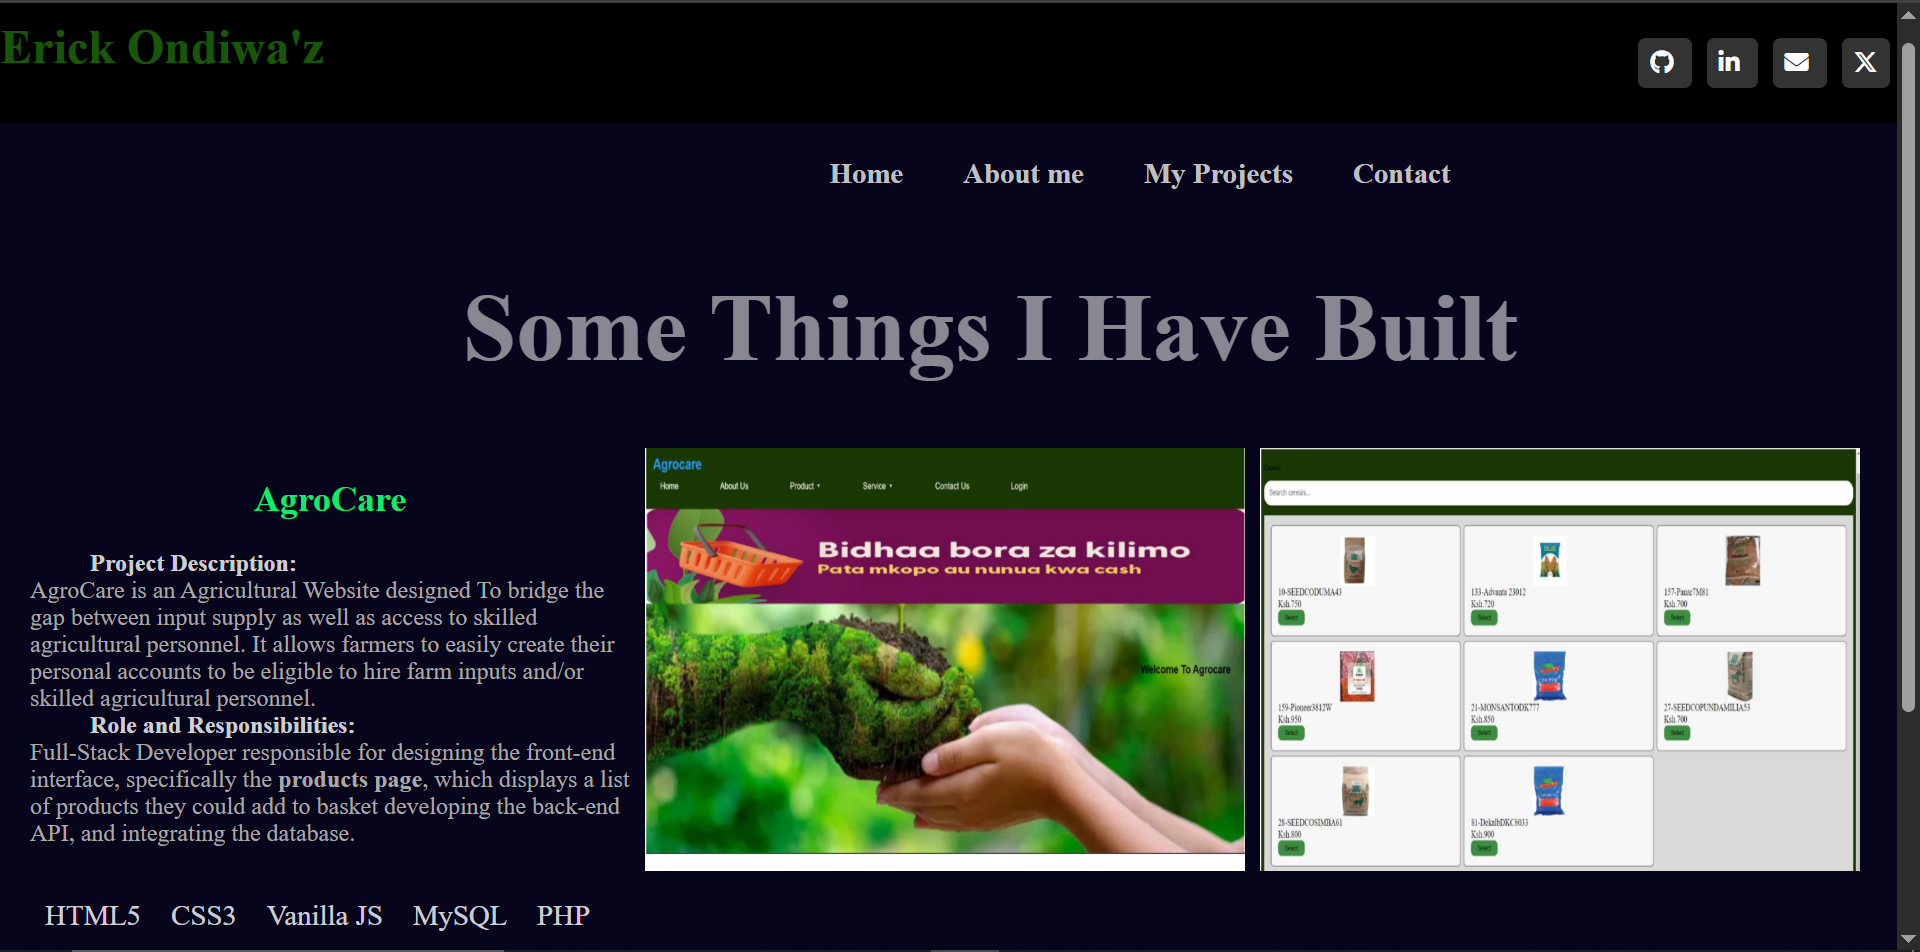 Erick Ondiwa'z
Home About me My Projects Contact
Some Things I Have Built
AgroCare
Project Description:
AgroCare is an Agricultural Website designed To bridge the
gap between input supply as well as access to skilled
agricultural personnel. It allows farmers to easily create their
personal accounts to be eligible to hire farm inputs and/or
skilled agricultural personnel.
Role and Responsibilities:
Full-Stack Developer responsible for designing the front-end
interface, specifically the products page, which displays a list
of products they could add to basket developing the back-end
API, and integrating the database.
HTML5 CSS3 Vanilla JS MySQL PHP
Agrocare
Home About Us Product Service Contact Us Login
Bidhaa bora za kilimo
Pata mkopo au nunua kwa cash
Welcome To Agrocare
Search cereals...
10-SEEDCODUMA43
Ksh.750
Select
133-Advanta 23012
Ksh.720
Select
157-Panar7M81
Ksh.700
Select
159-Pioneer3812W
Ksh.950
Select
21-MONSANTODK777
Ksh.850
Select
27-SEEDCOPUNDAMILIA53
Ksh.700
Select
28-SEEDCOSIMBA61
Ksh.800
Select
81-DekalbDKC8033
Ksh.900
Select